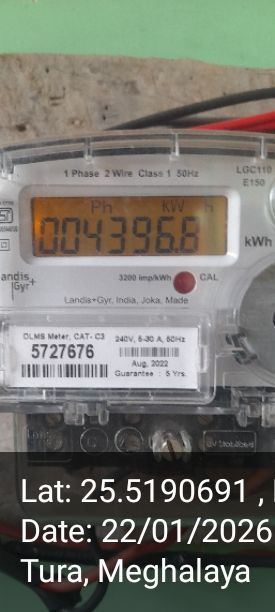 1 Phase 2 Wire Class 1 50Hz
LGC110
E150
Ph KW h
004396.8
kWh
Landis
Gyr+
3200 imp/kWh CAL
Landis+Gyr, India, Joka, Made
DLMS Meter, CAT- C3
5727676
240V, 5-30 A, 50Hz
Aug, 2022
Guarantee : 5 Yrs.
Lat: 25.5190691 ,
Date: 22/01/2026
Tura, Meghalaya